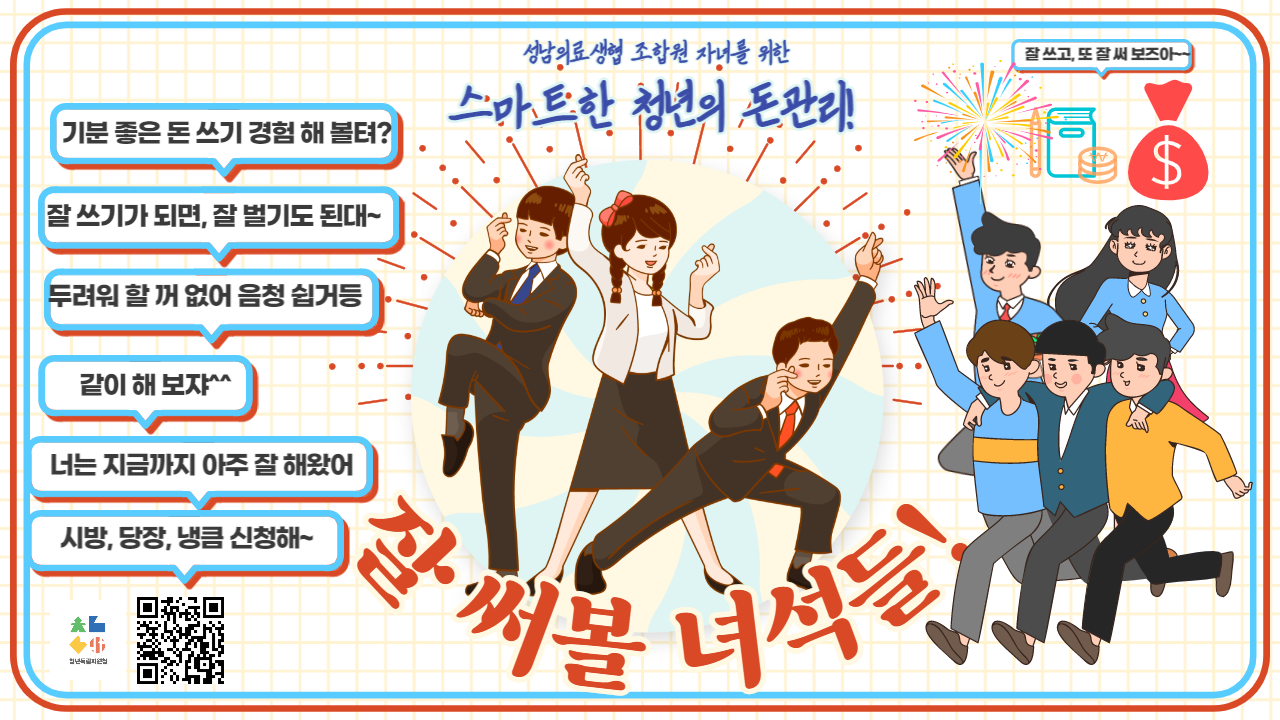 성남의료생협 조합원 자녀를 위한
스마트한 청년의 돈관리!
잘 쓰고, 또 잘 써 보즈아~~
기분 좋은 돈 쓰기 경험 해 볼텨?
잘 쓰기가 되면, 잘 벌기도 된대~
두려워 할 꺼 없어 음청 쉽거등
같이 해 보쟈^^
너는 지금까지 아주 잘 해왔어
시방, 당장, 냉큼 신청해~
잘 써볼 녀석들!
$